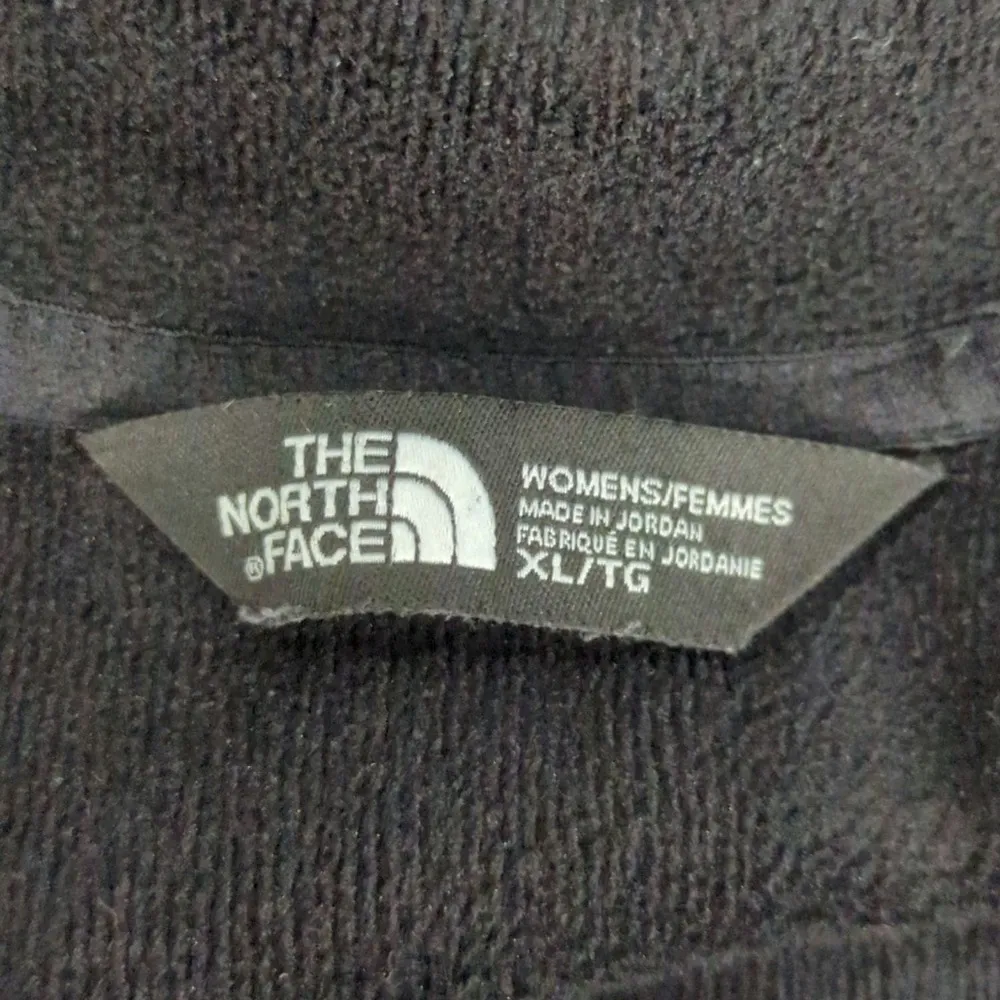 THE
NORTH
®FACE
WOMENS/FEMMES
MADE IN JORDAN
FABRIQUÉ EN JORDANIE
XL/TG